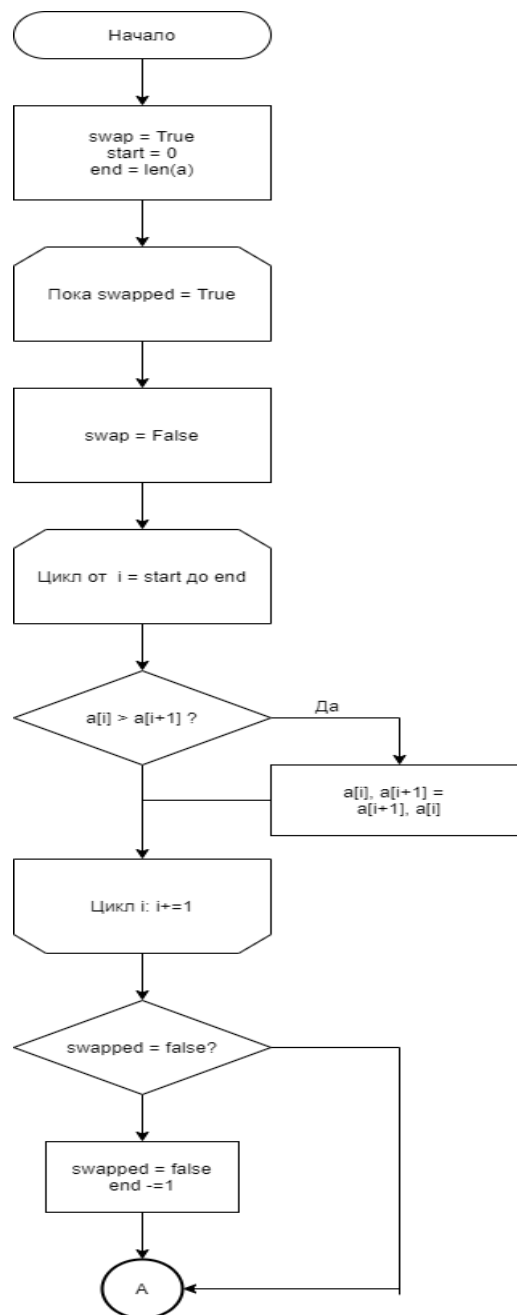 Начало
swap = True
start = 0
end = len(a)
Пока swapped = True
swap = False
Цикл от i = start до end
a[i] > a[i+1] ?
Да
a[i], a[i+1] =
a[i+1], a[i]
Цикл i: i+=1
swapped = false?
swapped = false
end -=1
A